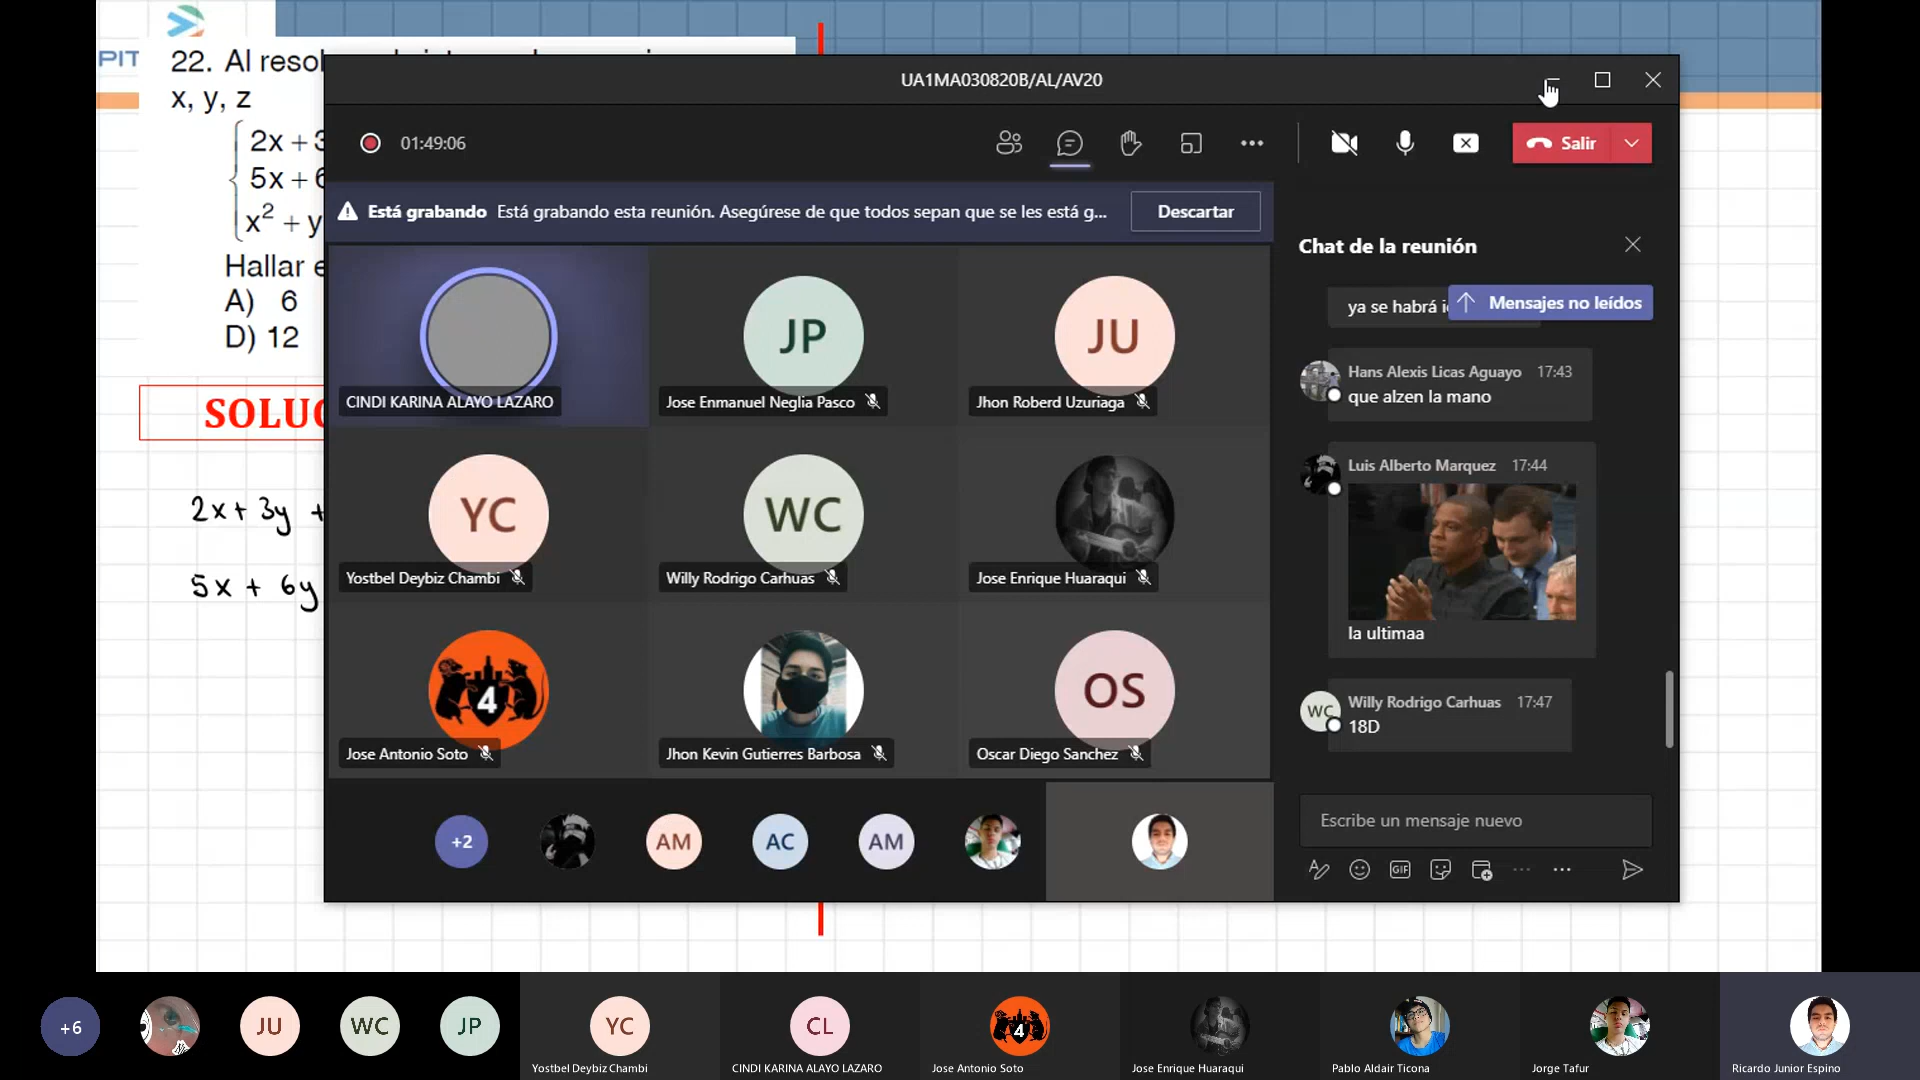 PIT
22. Al resol
x, y, z
2x + 3
5x + 6
x² + y
Hallar e
A) 6
D) 12
SOLUC
2x + 3y +
5x + 6y
UA1MA030820B/AL/AV20
01:49:06
Salir
Está grabando Está grabando esta reunión. Asegúrese de que todos sepan que se les está g...
Descartar
CINDI KARINA ALAYO LAZARO
JP
Jose Enmanuel Neglia Pasco
JU
Jhon Roberd Uzuriaga
YC
Yostbel Deybiz Chambi
WC
Willy Rodrigo Carhuas
Jose Enrique Huaraqui
4
Jose Antonio Soto
Jhon Kevin Gutierres Barbosa
OS
Oscar Diego Sanchez
+2
AM
AC
AM
Chat de la reunión
ya se habrá
Mensajes no leídos
Hans Alexis Licas Aguayo 17:43
que alzen la mano
Luis Alberto Marquez 17:44
la ultimaa
WC
Willy Rodrigo Carhuas 17:47
18D
Escribe un mensaje nuevo
GIF
+6
JU
WC
JP
YC
Yostbel Deybiz Chambi
CL
CINDI KARINA ALAYO LAZARO
4
Jose Antonio Soto
Jose Enrique Huaraqui
Pablo Aldair Ticona
Jorge Tafur
Ricardo Junior Espino